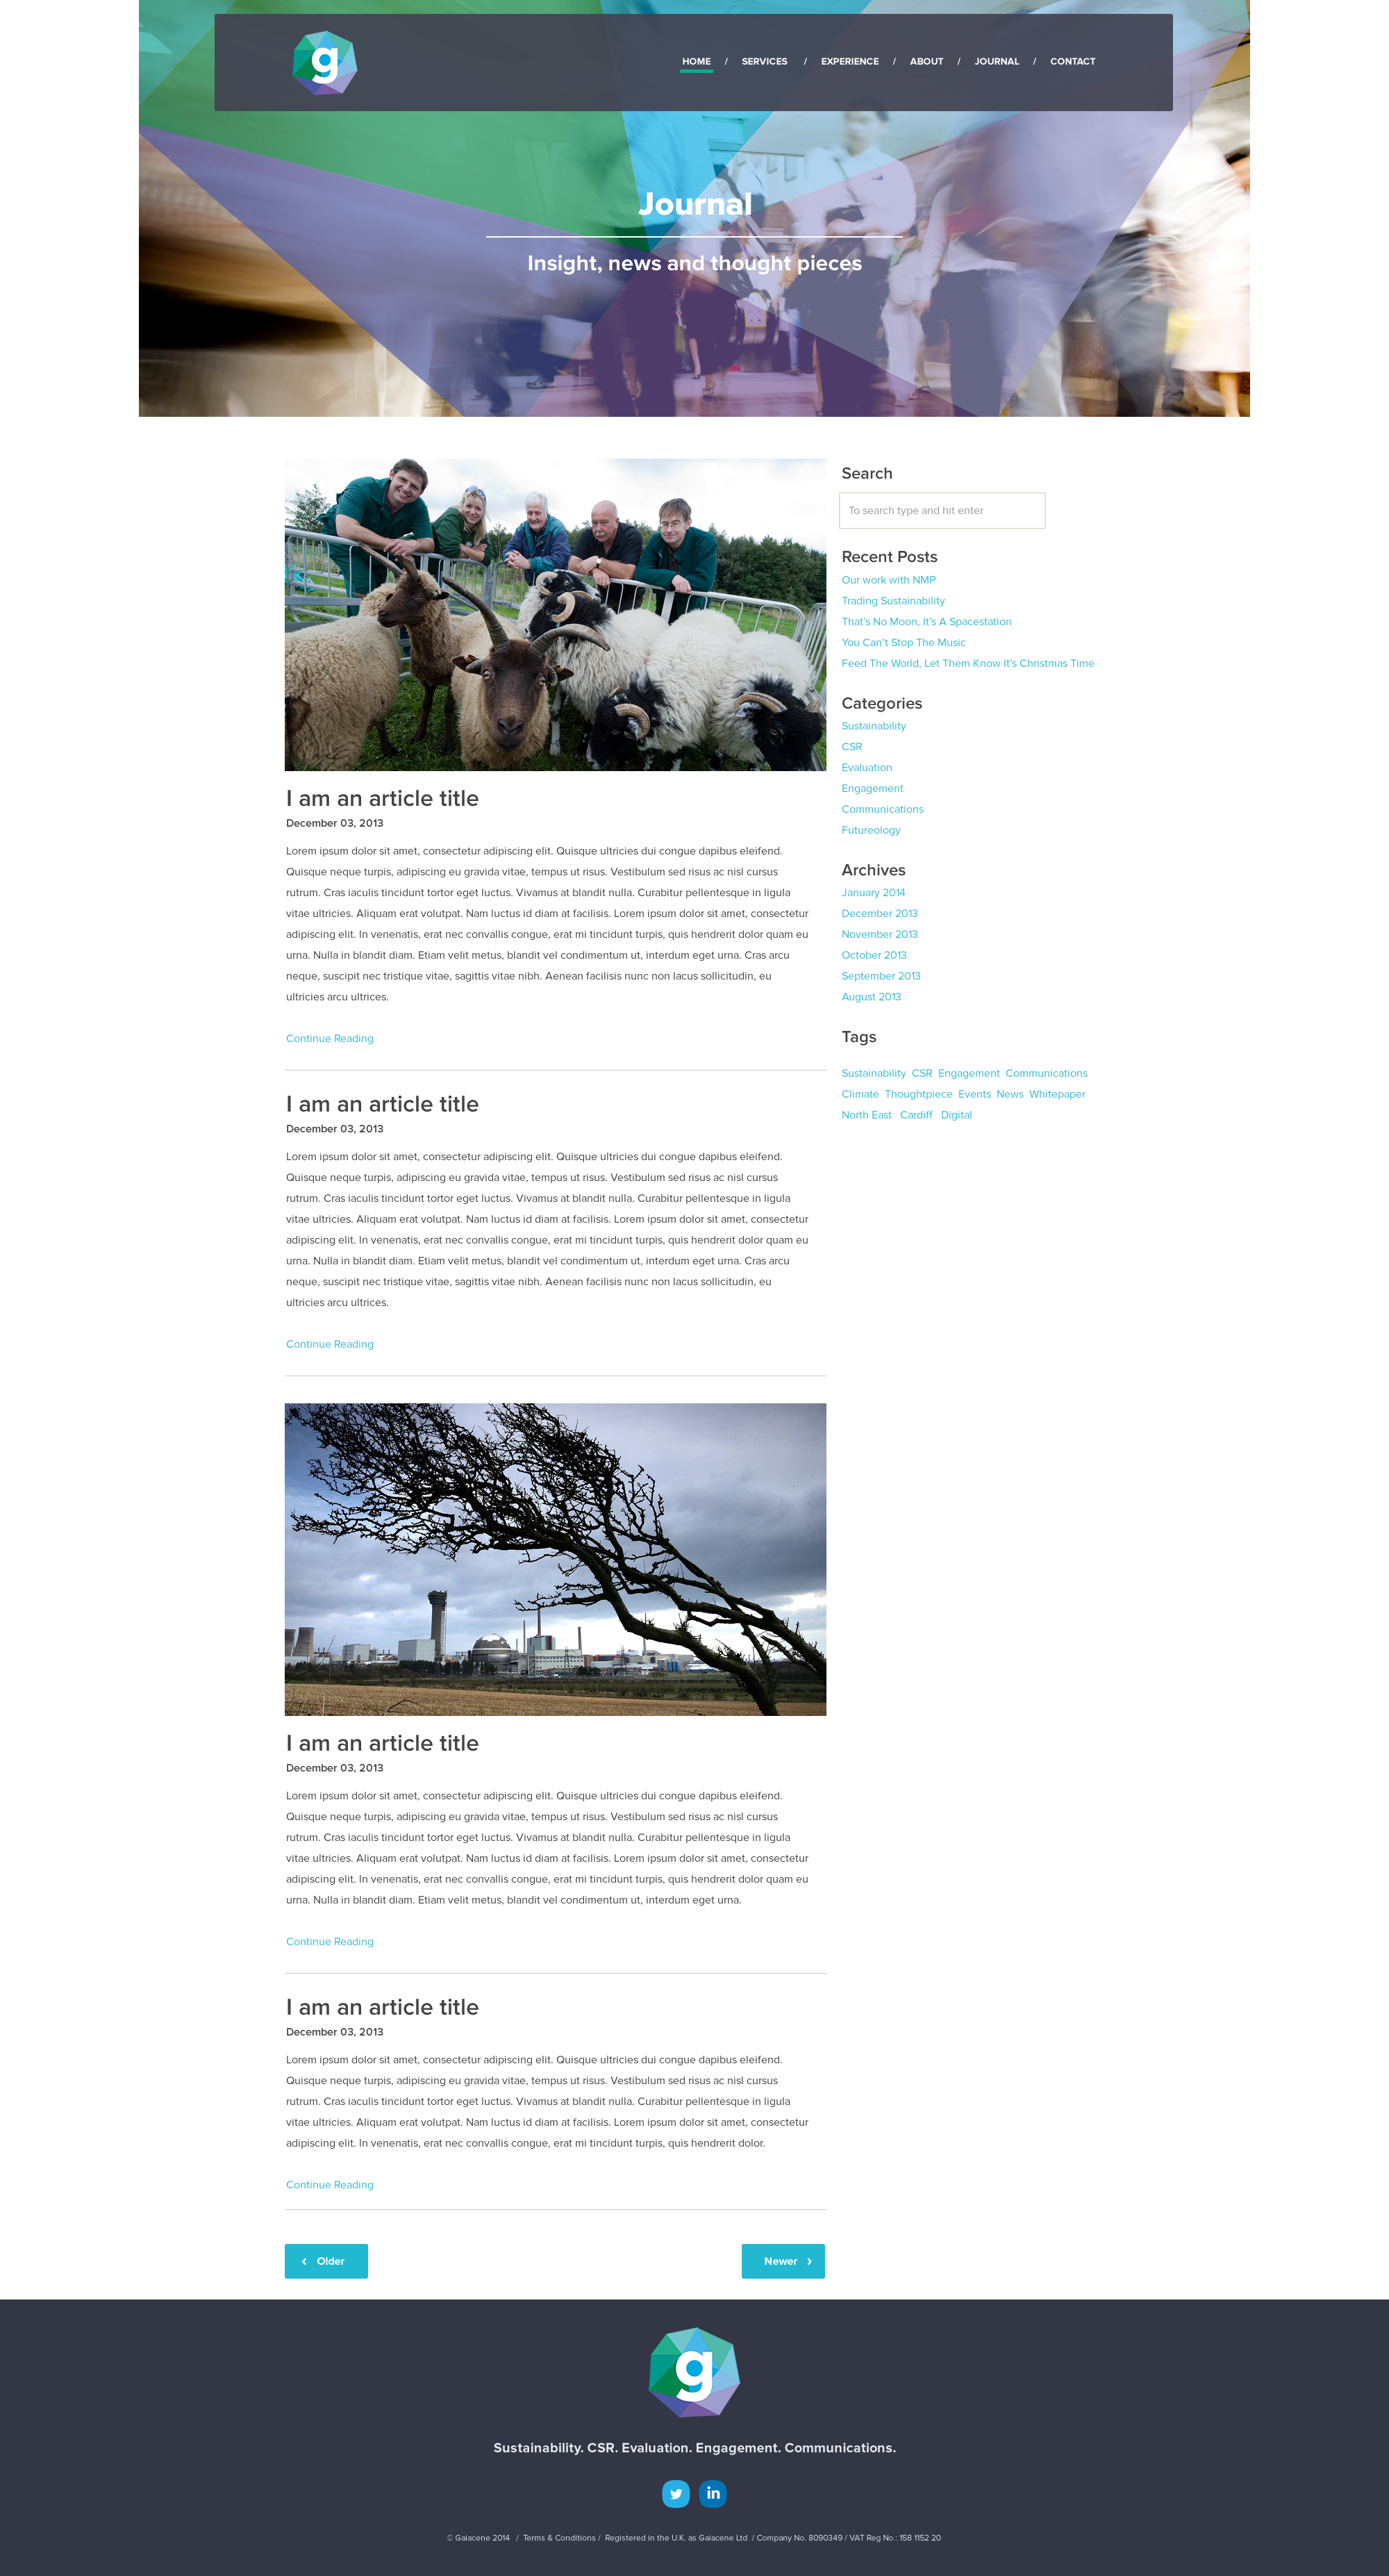 g
HOME / SERVICES / EXPERIENCE / ABOUT / JOURNAL / CONTACT
Journal
Insight, news and thought pieces
I am an article title
December 03, 2013
Lorem ipsum dolor sit amet, consectetur adipiscing elit. Quisque ultricies dui congue dapibus eleifend.
Quisque neque turpis, adipiscing eu gravida vitae, tempus ut risus. Vestibulum sed risus ac nisl cursus
rutrum. Cras iaculis tincidunt tortor eget luctus. Vivamus at blandit nulla. Curabitur pellentesque in ligula
vitae ultricies. Aliquam erat volutpat. Nam luctus id diam at facilisis. Lorem ipsum dolor sit amet, consectetur
adipiscing elit. In venenatis, erat nec convallis congue, erat mi tincidunt turpis, quis hendrerit dolor quam eu
urna. Nulla in blandit diam. Etiam velit metus, blandit vel condimentum ut, interdum eget urna. Cras arcu
neque, suscipit nec tristique vitae, sagittis vitae nibh. Aenean facilisis nunc non lacus sollicitudin, eu
ultricies arcu ultrices.
Continue Reading
I am an article title
December 03, 2013
Lorem ipsum dolor sit amet, consectetur adipiscing elit. Quisque ultricies dui congue dapibus eleifend.
Quisque neque turpis, adipiscing eu gravida vitae, tempus ut risus. Vestibulum sed risus ac nisl cursus
rutrum. Cras iaculis tincidunt tortor eget luctus. Vivamus at blandit nulla. Curabitur pellentesque in ligula
vitae ultricies. Aliquam erat volutpat. Nam luctus id diam at facilisis. Lorem ipsum dolor sit amet, consectetur
adipiscing elit. In venenatis, erat nec convallis congue, erat mi tincidunt turpis, quis hendrerit dolor quam eu
urna. Nulla in blandit diam. Etiam velit metus, blandit vel condimentum ut, interdum eget urna. Cras arcu
neque, suscipit nec tristique vitae, sagittis vitae nibh. Aenean facilisis nunc non lacus sollicitudin, eu
ultricies arcu ultrices.
Continue Reading
I am an article title
December 03, 2013
Lorem ipsum dolor sit amet, consectetur adipiscing elit. Quisque ultricies dui congue dapibus eleifend.
Quisque neque turpis, adipiscing eu gravida vitae, tempus ut risus. Vestibulum sed risus ac nisl cursus
rutrum. Cras iaculis tincidunt tortor eget luctus. Vivamus at blandit nulla. Curabitur pellentesque in ligula
vitae ultricies. Aliquam erat volutpat. Nam luctus id diam at facilisis. Lorem ipsum dolor sit amet, consectetur
adipiscing elit. In venenatis, erat nec convallis congue, erat mi tincidunt turpis, quis hendrerit dolor quam eu
urna. Nulla in blandit diam. Etiam velit metus, blandit vel condimentum ut, interdum eget urna.
Continue Reading
I am an article title
December 03, 2013
Lorem ipsum dolor sit amet, consectetur adipiscing elit. Quisque ultricies dui congue dapibus eleifend.
Quisque neque turpis, adipiscing eu gravida vitae, tempus ut risus. Vestibulum sed risus ac nisl cursus
rutrum. Cras iaculis tincidunt tortor eget luctus. Vivamus at blandit nulla. Curabitur pellentesque in ligula
vitae ultricies. Aliquam erat volutpat. Nam luctus id diam at facilisis. Lorem ipsum dolor sit amet, consectetur
adipiscing elit. In venenatis, erat nec convallis congue, erat mi tincidunt turpis, quis hendrerit dolor.
Continue Reading
‹ Older
Newer ›
Search
To search type and hit enter
Recent Posts
Our work with NMP
Trading Sustainability
That's No Moon, It's A Spacestation
You Can't Stop The Music
Feed The World, Let Them Know It's Christmas Time
Categories
Sustainability
CSR
Evaluation
Engagement
Communications
Futureology
Archives
January 2014
December 2013
November 2013
October 2013
September 2013
August 2013
Tags
Sustainability CSR Engagement Communications
Climate Thoughtpiece Events News Whitepaper
North East Cardiff Digital
g
Sustainability. CSR. Evaluation. Engagement. Communications.
in
© Gaiacene 2014 / Terms & Conditions / Registered in the U.K. as Gaiacene Ltd / Company No. 8090349 / VAT Reg No.: 158 1152 20